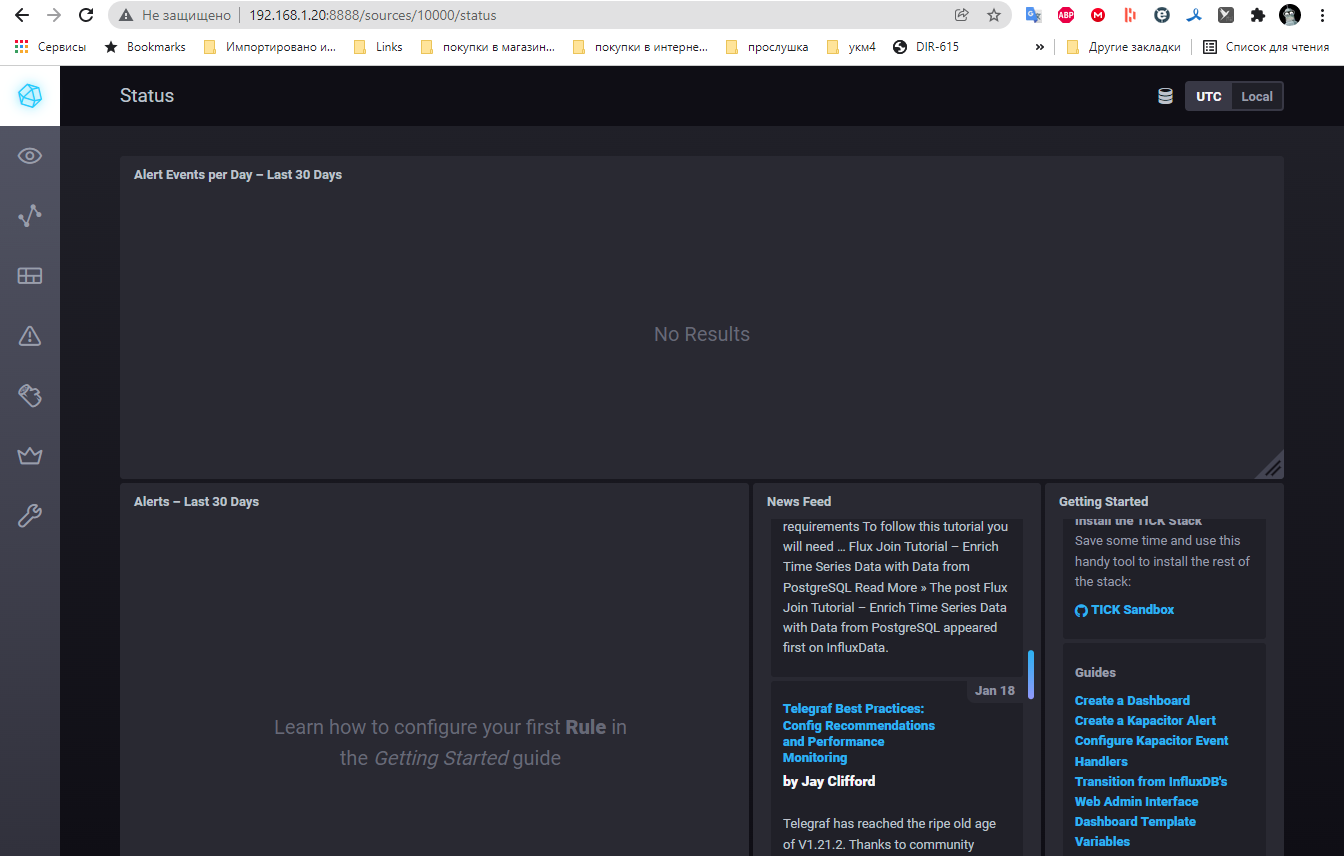 Не защищено
192.168.1.20:8888/sources/10000/status
ABP
Сервисы
Bookmarks
Импортировано и...
Links
покупки в магазин...
покупки в интерне...
прослушка
укм4
DIR-615
»
Другие закладки
Список для чтения
Status
UTC
Local
Alert Events per Day – Last 30 Days
No Results
Alerts – Last 30 Days
Learn how to configure your first Rule in
the Getting Started guide
News Feed
requirements To follow this tutorial you
will need ... Flux Join Tutorial – Enrich
Time Series Data with Data from
PostgreSQL Read More » The post Flux
Join Tutorial – Enrich Time Series Data
with Data from PostgreSQL appeared
first on InfluxData.
Jan 18
Telegraf Best Practices:
Config Recommendations
and Performance
Monitoring
by Jay Clifford
Telegraf has reached the ripe old age
of V1.21.2. Thanks to community
Getting Started
Install the TICK Stack
Save some time and use this
handy tool to install the rest of
the stack:
TICK Sandbox
Guides
Create a Dashboard
Create a Kapacitor Alert
Configure Kapacitor Event
Handlers
Transition from InfluxDB's
Web Admin Interface
Dashboard Template
Variables